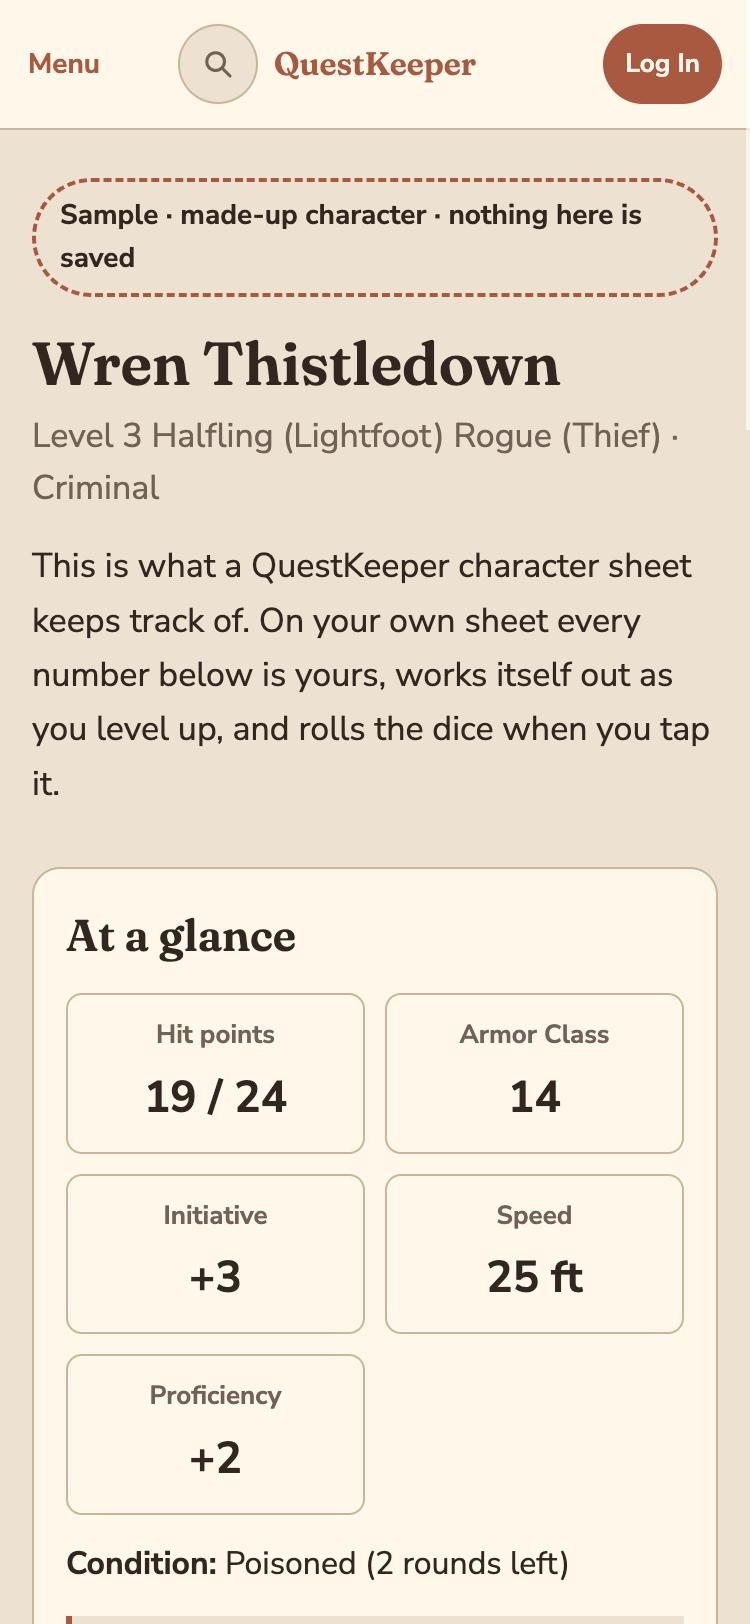 Menu
QuestKeeper
Log In
Sample · made-up character · nothing here is
saved
Wren Thistledown
Level 3 Halfling (Lightfoot) Rogue (Thief) ·
Criminal
This is what a QuestKeeper character sheet
keeps track of. On your own sheet every
number below is yours, works itself out as
you level up, and rolls the dice when you tap
it.
At a glance
Hit points
19 / 24
Armor Class
14
Initiative
+3
Speed
25 ft
Proficiency
+2
Condition: Poisoned (2 rounds left)